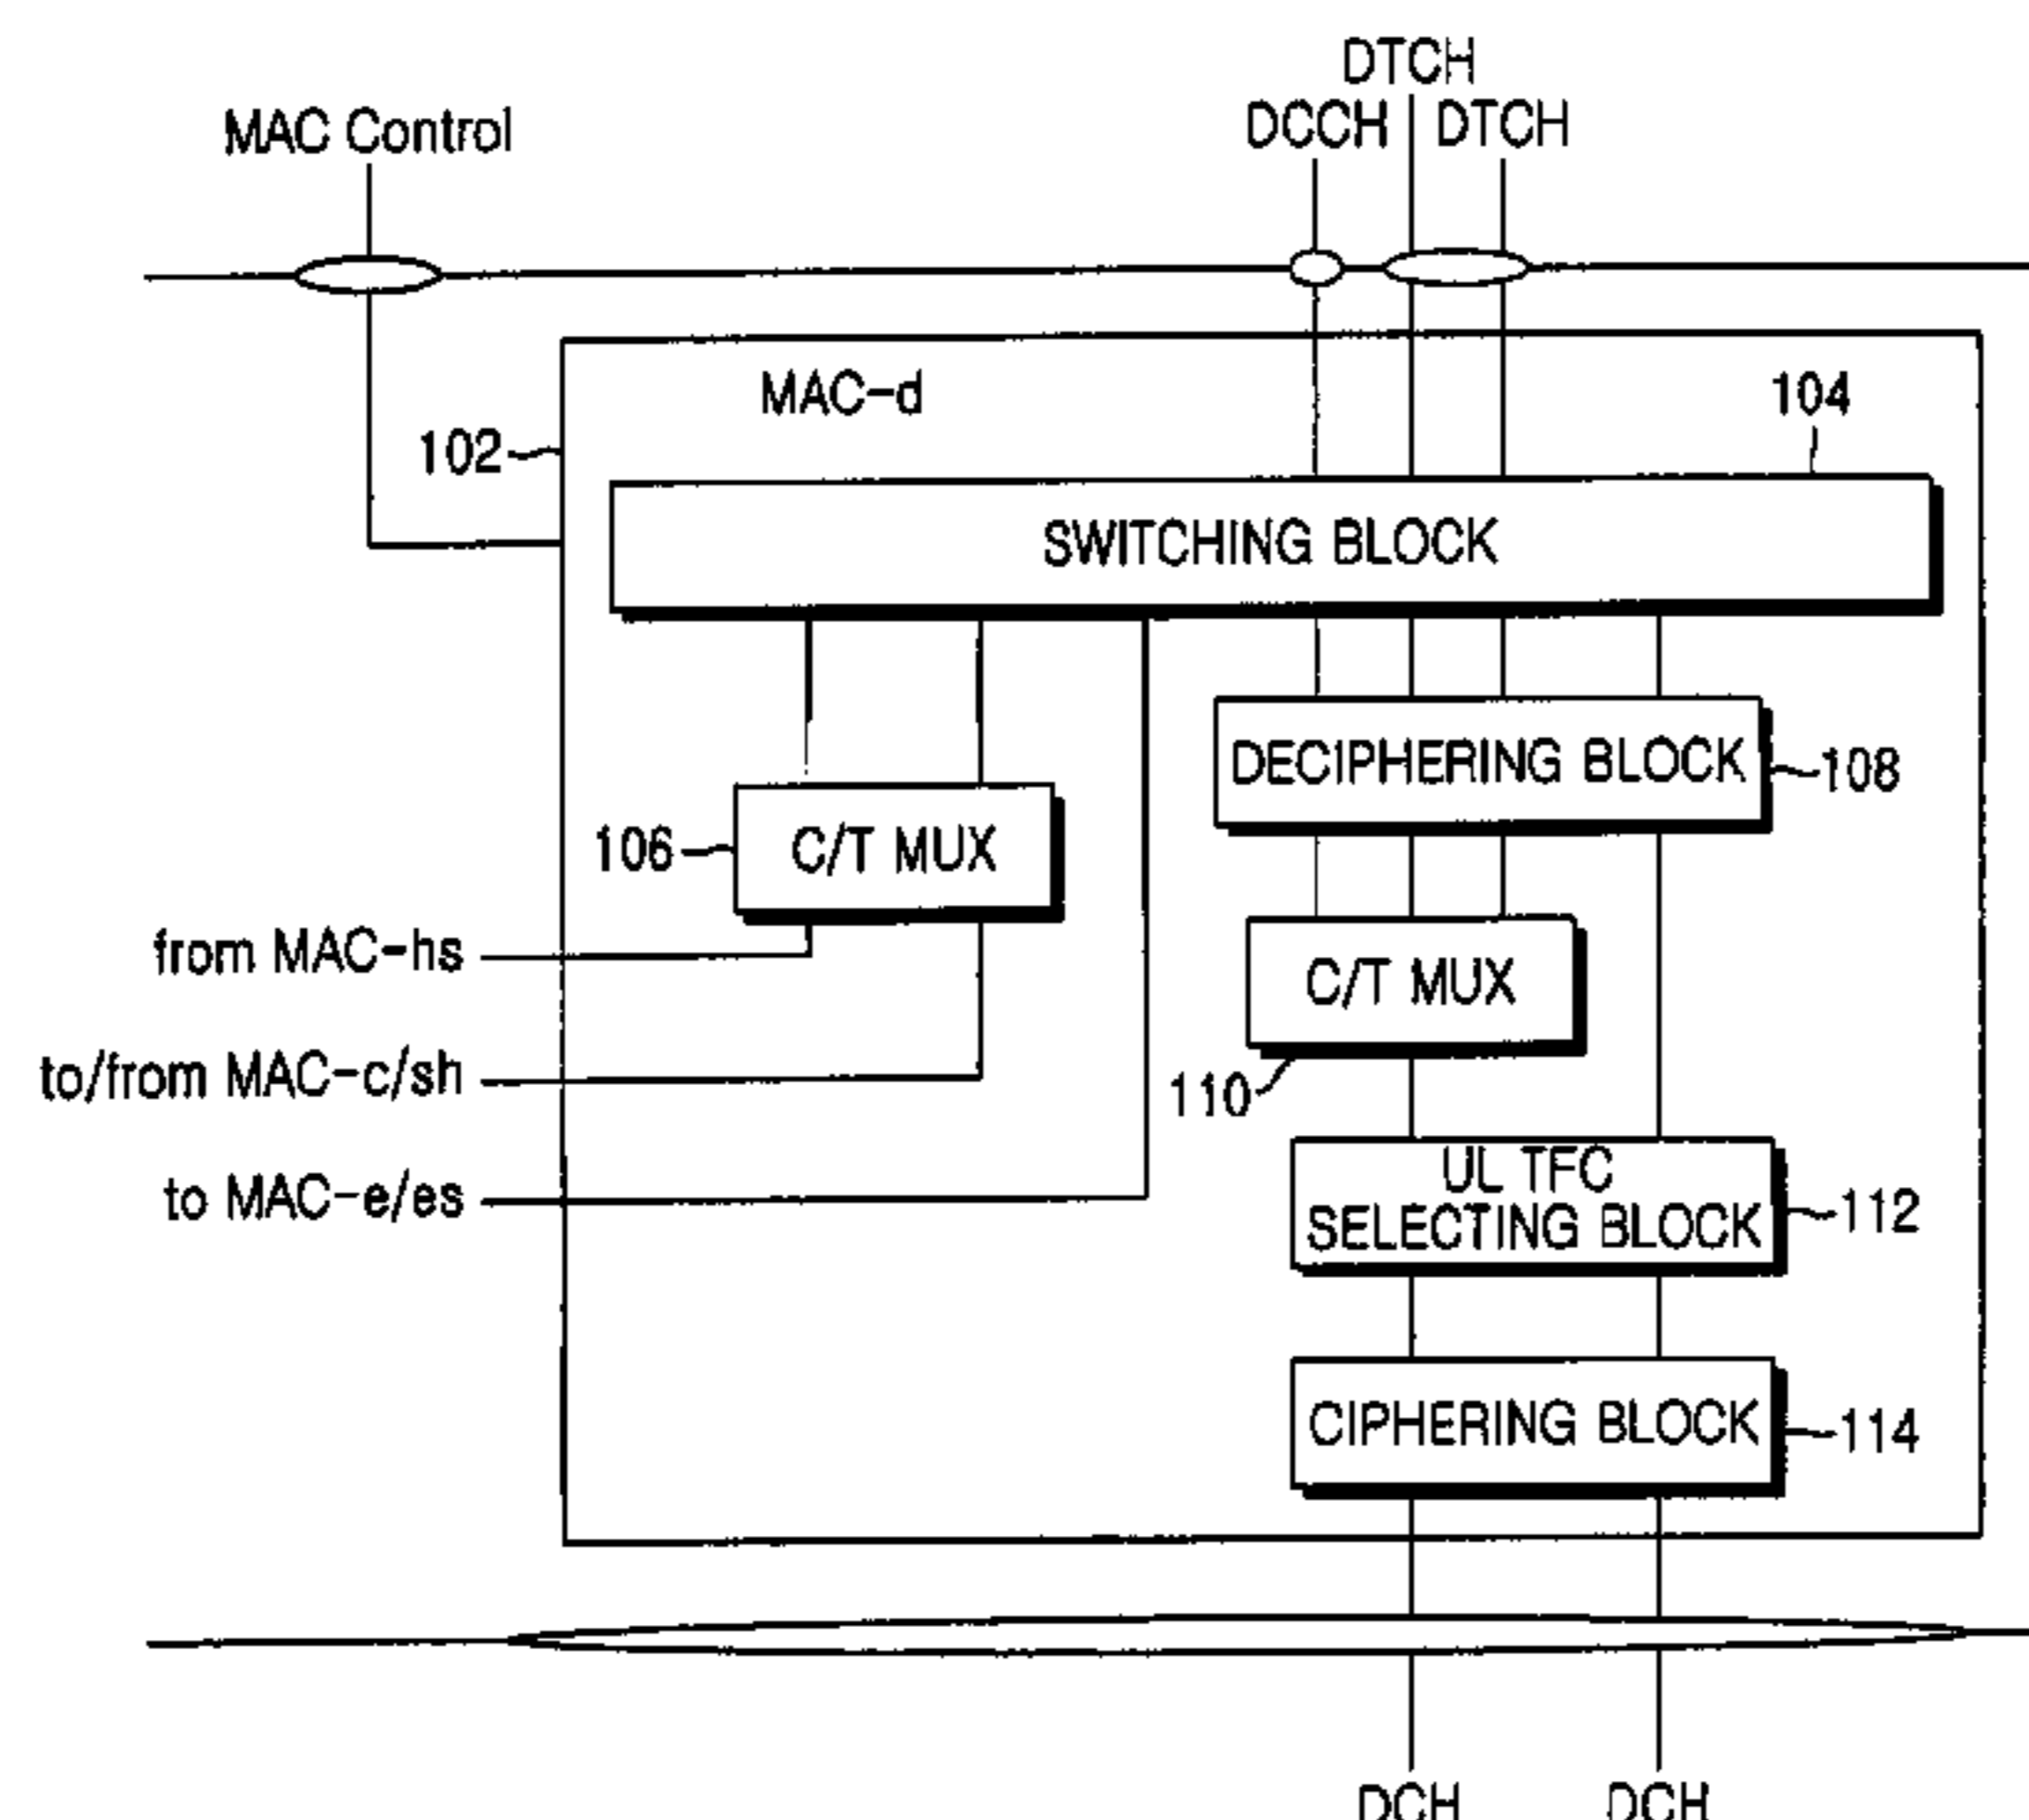 DTCH
MAC Control
DCCH
DTCH
MAC-d
104
102
SWITCHING BLOCK
DECIPHERING BLOCK
108
106
C/T MUX
from MAC-hs
C/T MUX
to/from MAC-c/sh
110
to MAC-e/es
UL TFC
SELECTING BLOCK
112
CIPHERING BLOCK
114
DCH
DCH